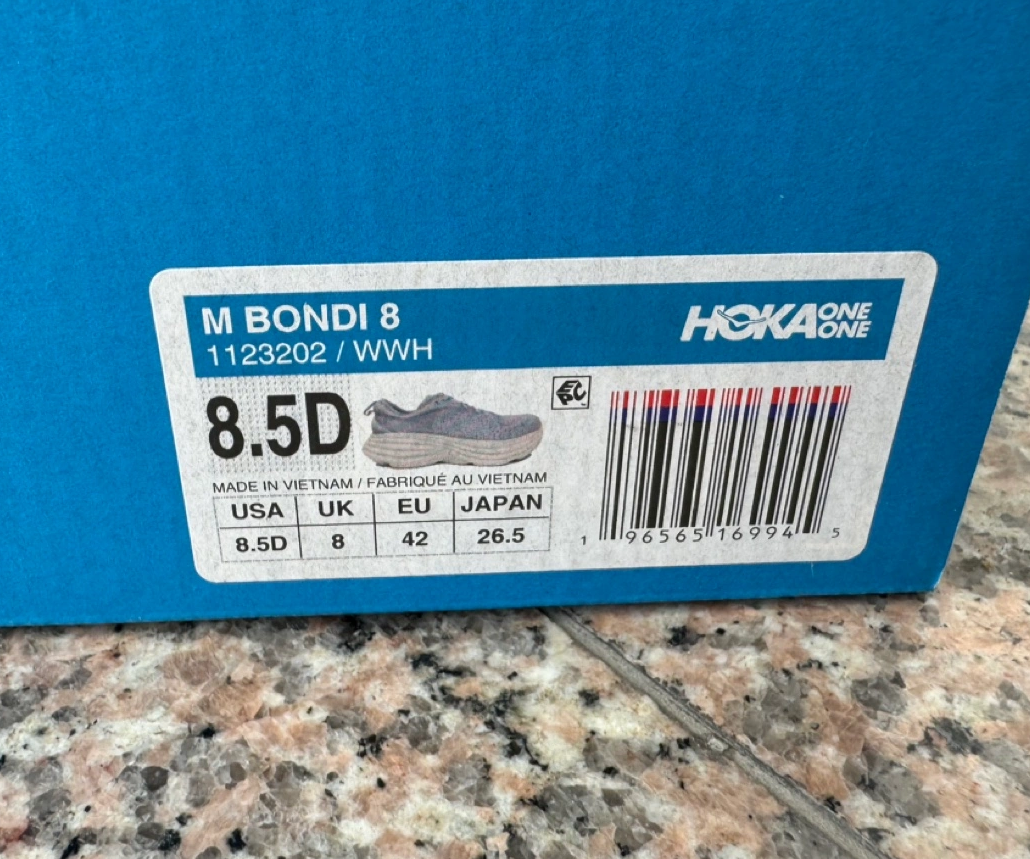 M BONDI 8
1123202 / WWH
HOKA ONE ONE
8.5D
EPC
MADE IN VIETNAM / FABRIQUÉ AU VIETNAM
USA UK EU JAPAN
8.5D 8 42 26.5
1 96565 16994 5